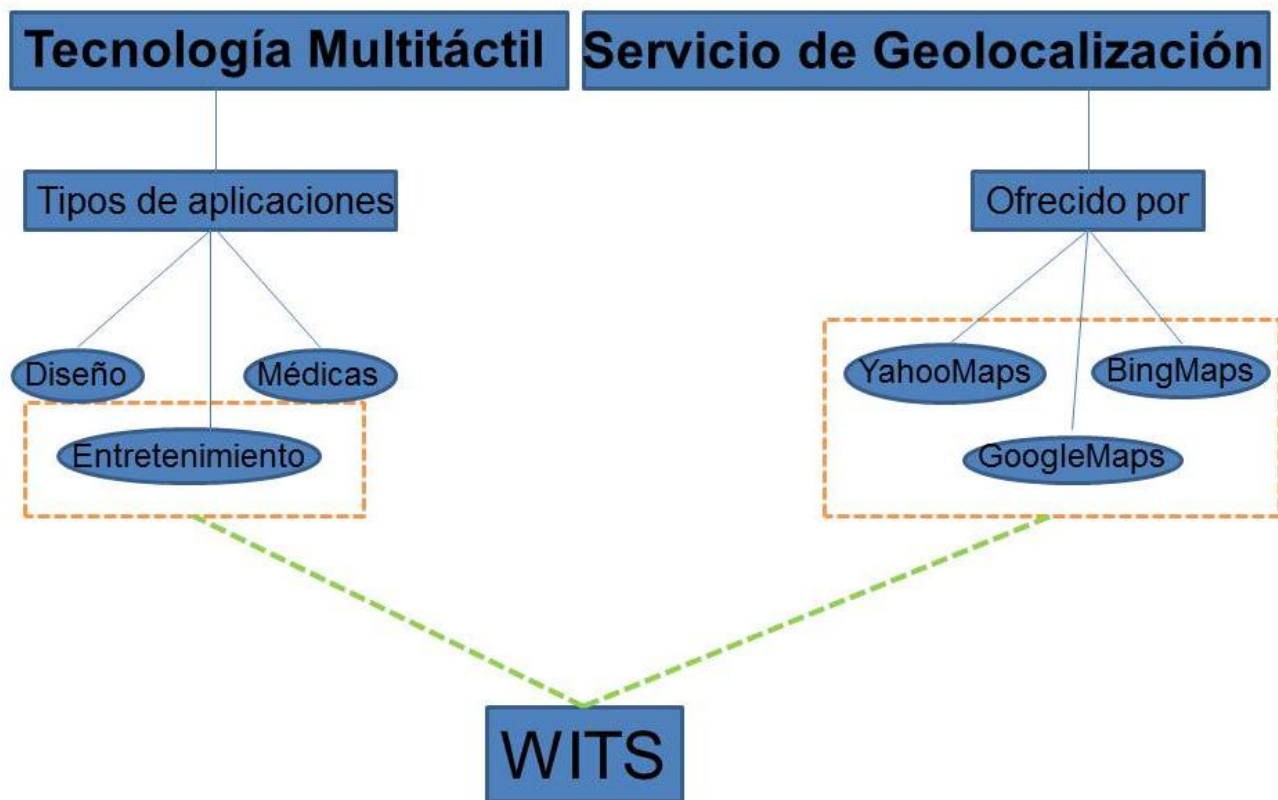 Tecnología Multitáctil
Servicio de Geolocalización
Tipos de aplicaciones
Ofrecido por
Diseño
Médicas
Entretenimiento
YahooMaps
BingMaps
GoogleMaps
WITS